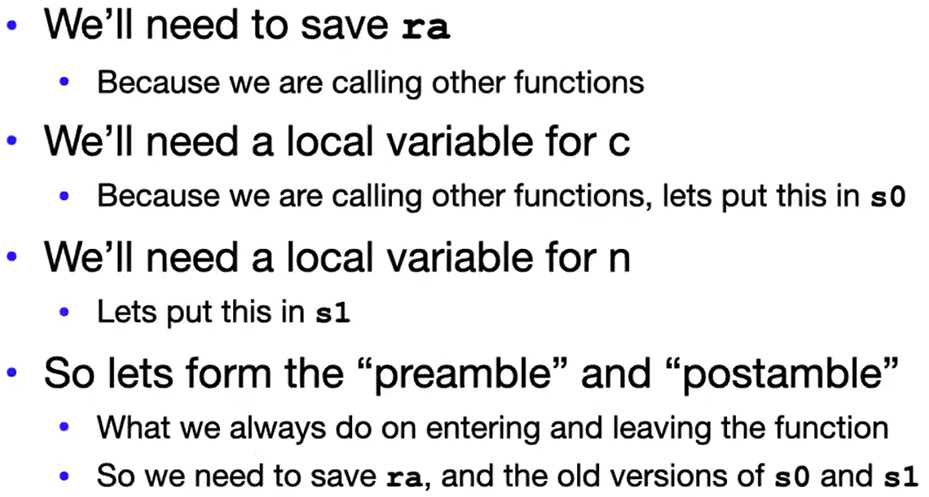 • We'll need to save ra
• Because we are calling other functions
• We'll need a local variable for c
• Because we are calling other functions, lets put this in s0
• We'll need a local variable for n
• Lets put this in s1
• So lets form the “preamble” and “postamble”
• What we always do on entering and leaving the function
• So we need to save ra, and the old versions of s0 and s1